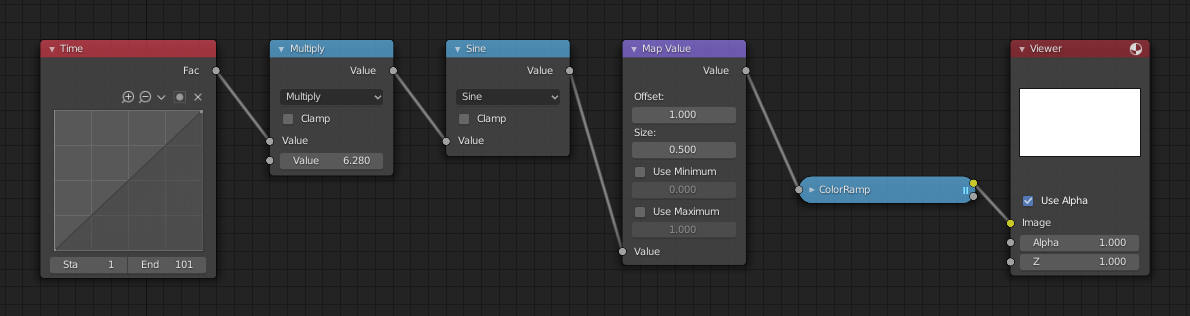 Time
Fac
Sta 1 End 101
Multiply
Value
Multiply
Clamp
Value
Value 6.280
Sine
Value
Sine
Clamp
Value
Map Value
Value
Offset:
1.000
Size:
0.500
Use Minimum
0.000
Use Maximum
1.000
Value
ColorRamp
Viewer
Use Alpha
Image
Alpha 1.000
Z 1.000